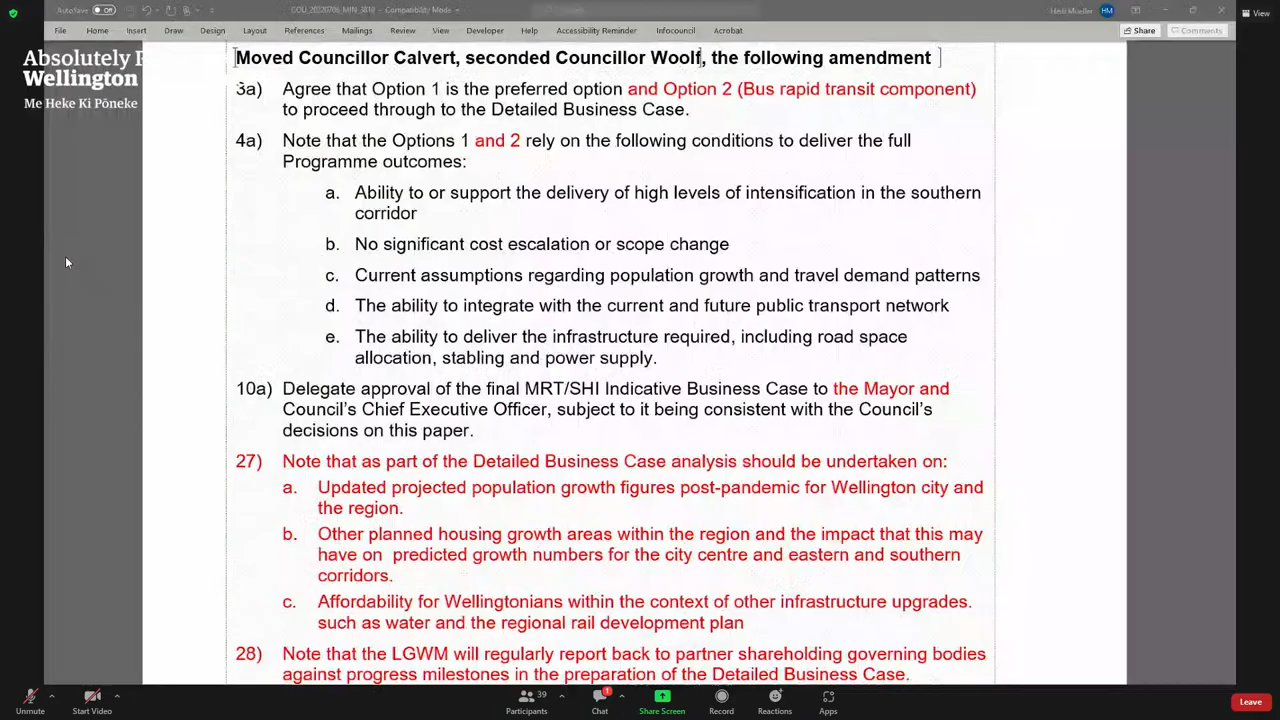 AutoSave Off
COU_20220706_MIN_3810 - Compatibility Mode
Heidi Mueller HM
View
File Home Insert Draw Design Layout References Mailings Review View Developer Help Accessibility Reminder Infocouncil Acrobat
Share Comments
Absolutely
Wellington
Me Heke Ki Pōneke
Moved Councillor Calvert, seconded Councillor Woolf, the following amendment
3a) Agree that Option 1 is the preferred option and Option 2 (Bus rapid transit component)
to proceed through to the Detailed Business Case.
4a) Note that the Options 1 and 2 rely on the following conditions to deliver the full
Programme outcomes:
a. Ability to or support the delivery of high levels of intensification in the southern
corridor
b. No significant cost escalation or scope change
c. Current assumptions regarding population growth and travel demand patterns
d. The ability to integrate with the current and future public transport network
e. The ability to deliver the infrastructure required, including road space
allocation, stabling and power supply.
10a) Delegate approval of the final MRT/SHI Indicative Business Case to the Mayor and
Council's Chief Executive Officer, subject to it being consistent with the Council's
decisions on this paper.
27) Note that as part of the Detailed Business Case analysis should be undertaken on:
a. Updated projected population growth figures post-pandemic for Wellington city and
the region.
b. Other planned housing growth areas within the region and the impact that this may
have on predicted growth numbers for the city centre and eastern and southern
corridors.
c. Affordability for Wellingtonians within the context of other infrastructure upgrades.
such as water and the regional rail development plan
28) Note that the LGWM will regularly report back to partner shareholding governing bodies
against progress milestones in the preparation of the Detailed Business Case.
Unmute Start Video Participants 39 Chat 1 Share Screen Record Reactions Apps Leave